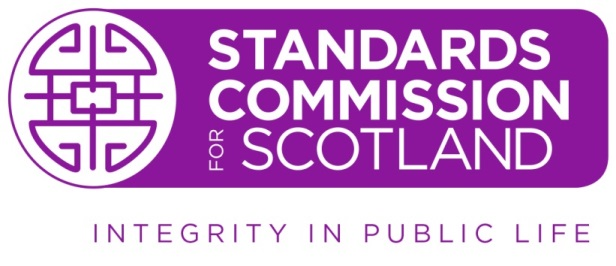 STANDARDS
COMMISSION
FOR SCOTLAND
INTEGRITY IN PUBLIC LIFE